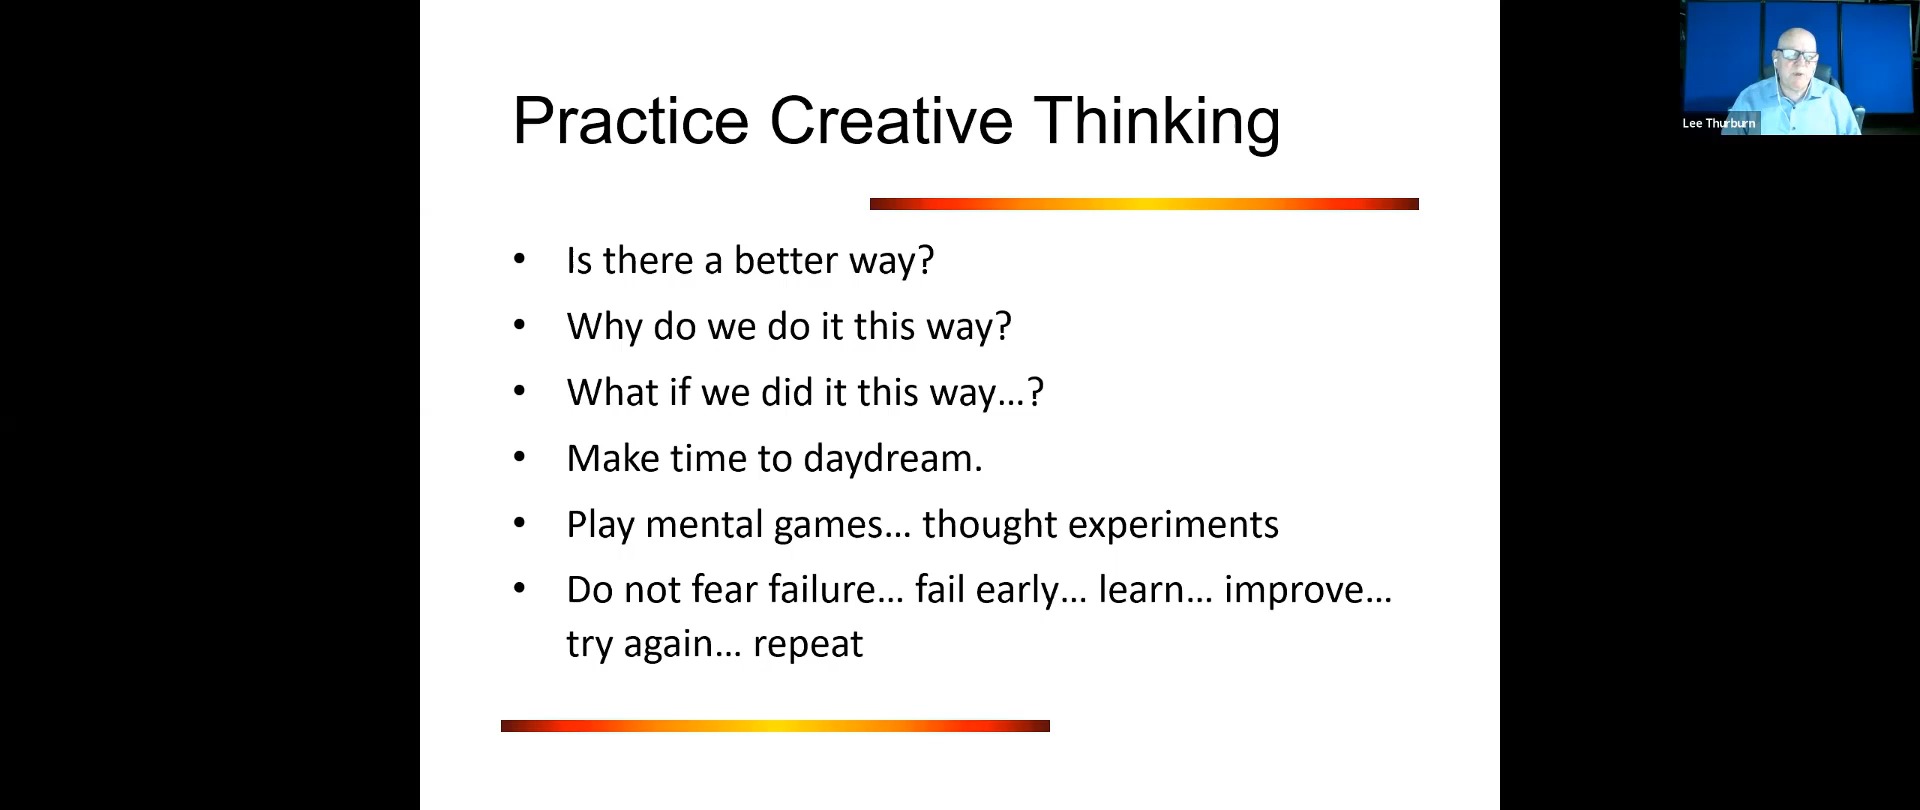 Practice Creative Thinking
Lee Thurburn
• Is there a better way?
• Why do we do it this way?
• What if we did it this way...?
• Make time to daydream.
• Play mental games... thought experiments
• Do not fear failure... fail early... learn... improve...
try again... repeat